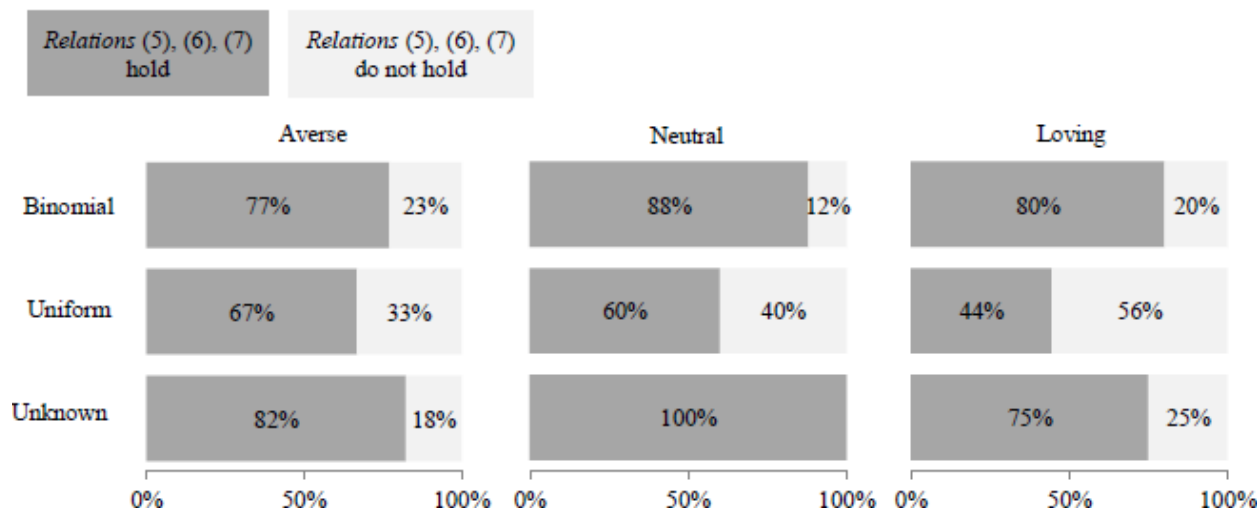 Relations (5), (6), (7)
hold
Relations (5), (6), (7)
do not hold
Averse
Neutral
Loving
Binomial
77%
23%
88%
12%
80%
20%
Uniform
67%
33%
60%
40%
44%
56%
Unknown
82%
18%
100%
75%
25%
0%
50%
100%
0%
50%
100%
0%
50%
100%